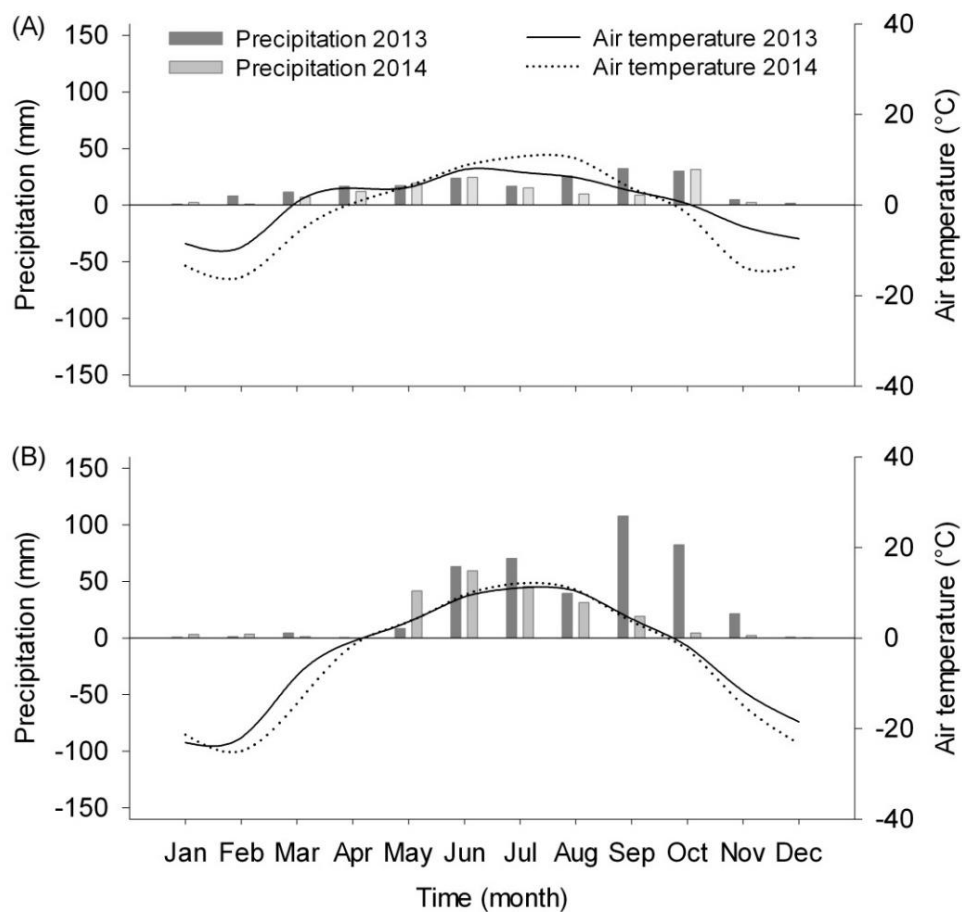 (A)
Precipitation 2013
Precipitation 2014
Air temperature 2013
Air temperature 2014
Precipitation (mm)
150
100
50
0
-50
-100
-150
Air temperature (°C)
40
20
0
-20
-40
(B)
Precipitation (mm)
150
100
50
0
-50
-100
-150
Air temperature (°C)
40
20
0
-20
-40
Jan Feb Mar Apr May Jun Jul Aug Sep Oct Nov Dec
Time (month)